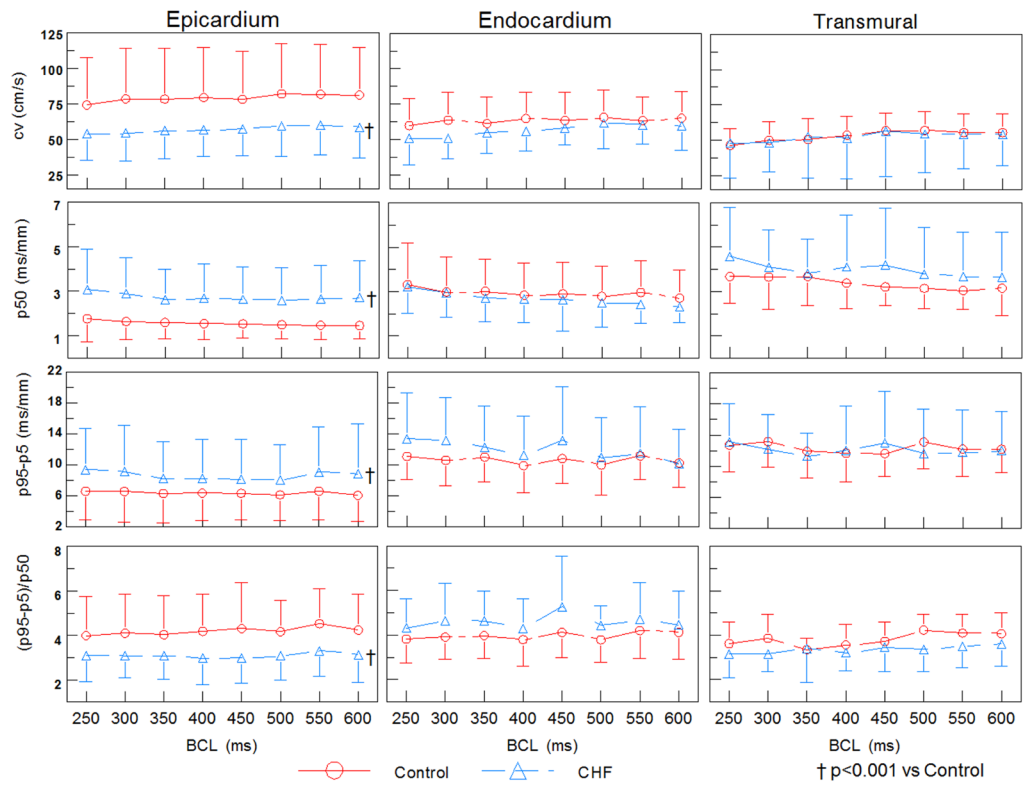 Epicardium Endocardium Transmural
cv (cm/s)
125
100
75
50
25
†
p50 (ms/mm)
7
5
3
1
†
p95-p5 (ms/mm)
22
18
14
10
6
2
†
(p95-p5)/p50
8
6
4
2
†
250 300 350 400 450 500 550 600 250 300 350 400 450 500 550 600 250 300 350 400 450 500 550 600
BCL (ms) BCL (ms) BCL (ms)
Control CHF † p<0.001 vs Control